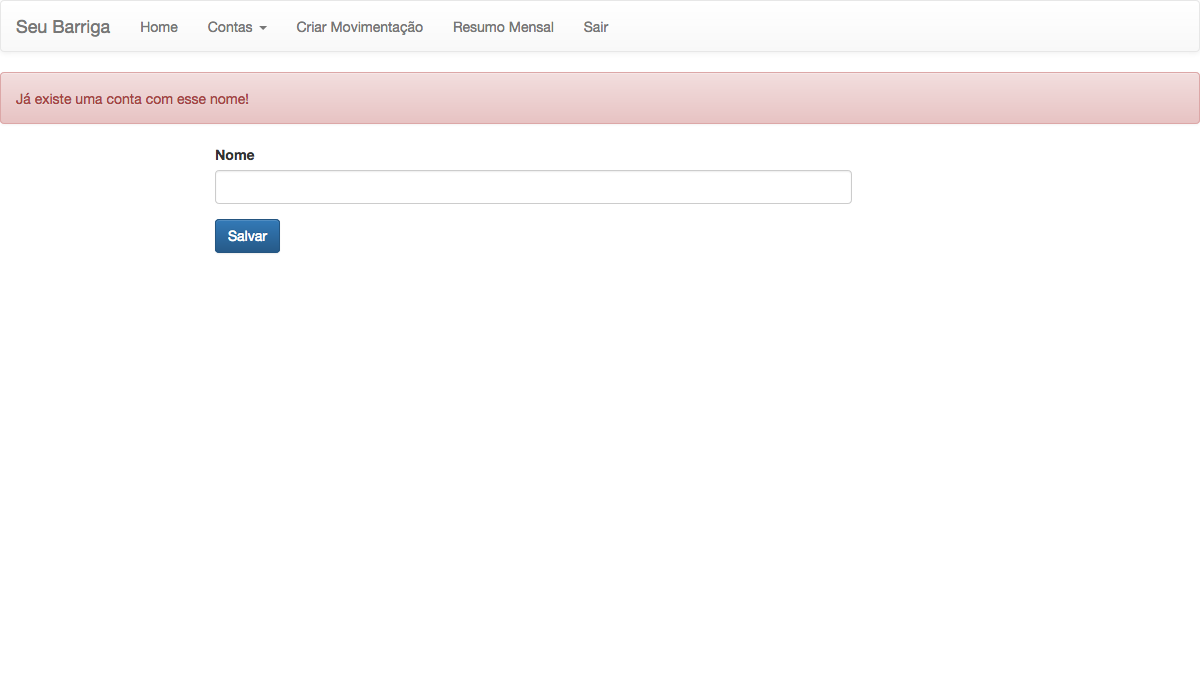 Seu Barriga Home Contas Criar Movimentação Resumo Mensal Sair
Já existe uma conta com esse nome!
Nome
Salvar